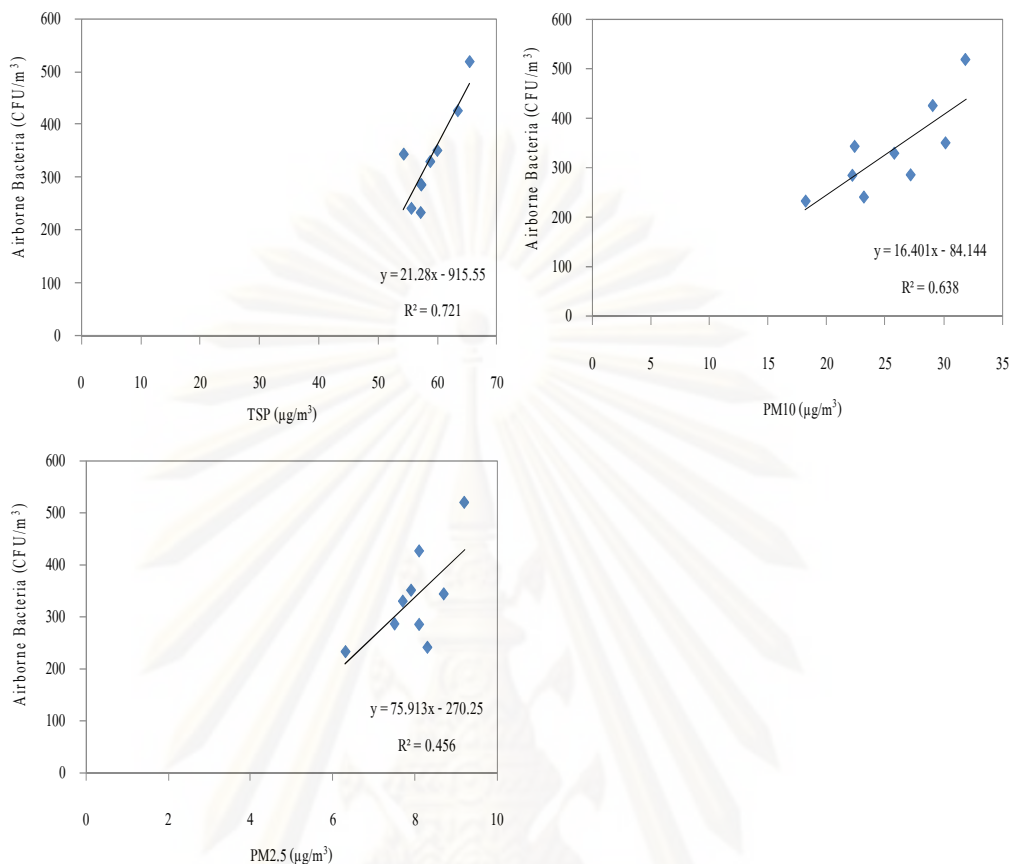 600
500
400
300
200
100
0
Airborne Bacteria (CFU/m³)
y = 21.28x - 915.55
R² = 0.721
0 10 20 30 40 50 60 70
TSP (µg/m³)
600
500
400
300
200
100
0
Airborne Bacteria (CFU/m³)
y = 16.401x - 84.144
R² = 0.638
0 5 10 15 20 25 30 35
PM10 (µg/m³)
600
500
400
300
200
100
0
Airborne Bacteria (CFU/m³)
y = 75.913x - 270.25
R² = 0.456
0 2 4 6 8 10
PM2.5 (µg/m³)